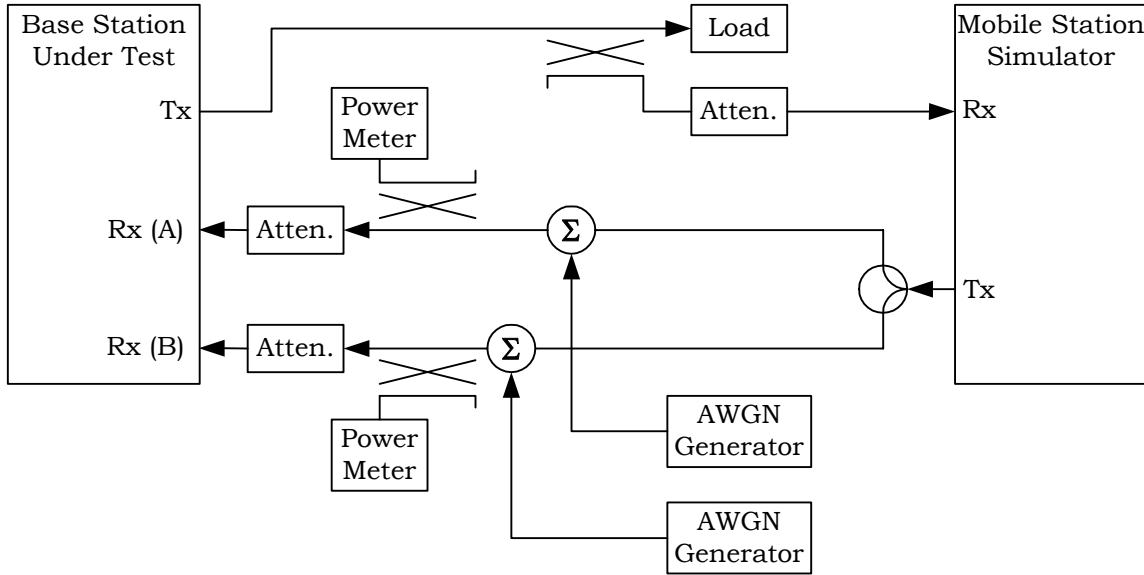 Base Station
Under Test
Load
Mobile Station
Simulator
Tx
Power
Meter
Atten.
Rx
Rx (A)
Atten.
Σ
Tx
Rx (B)
Atten.
Σ
Power
Meter
AWGN
Generator
AWGN
Generator